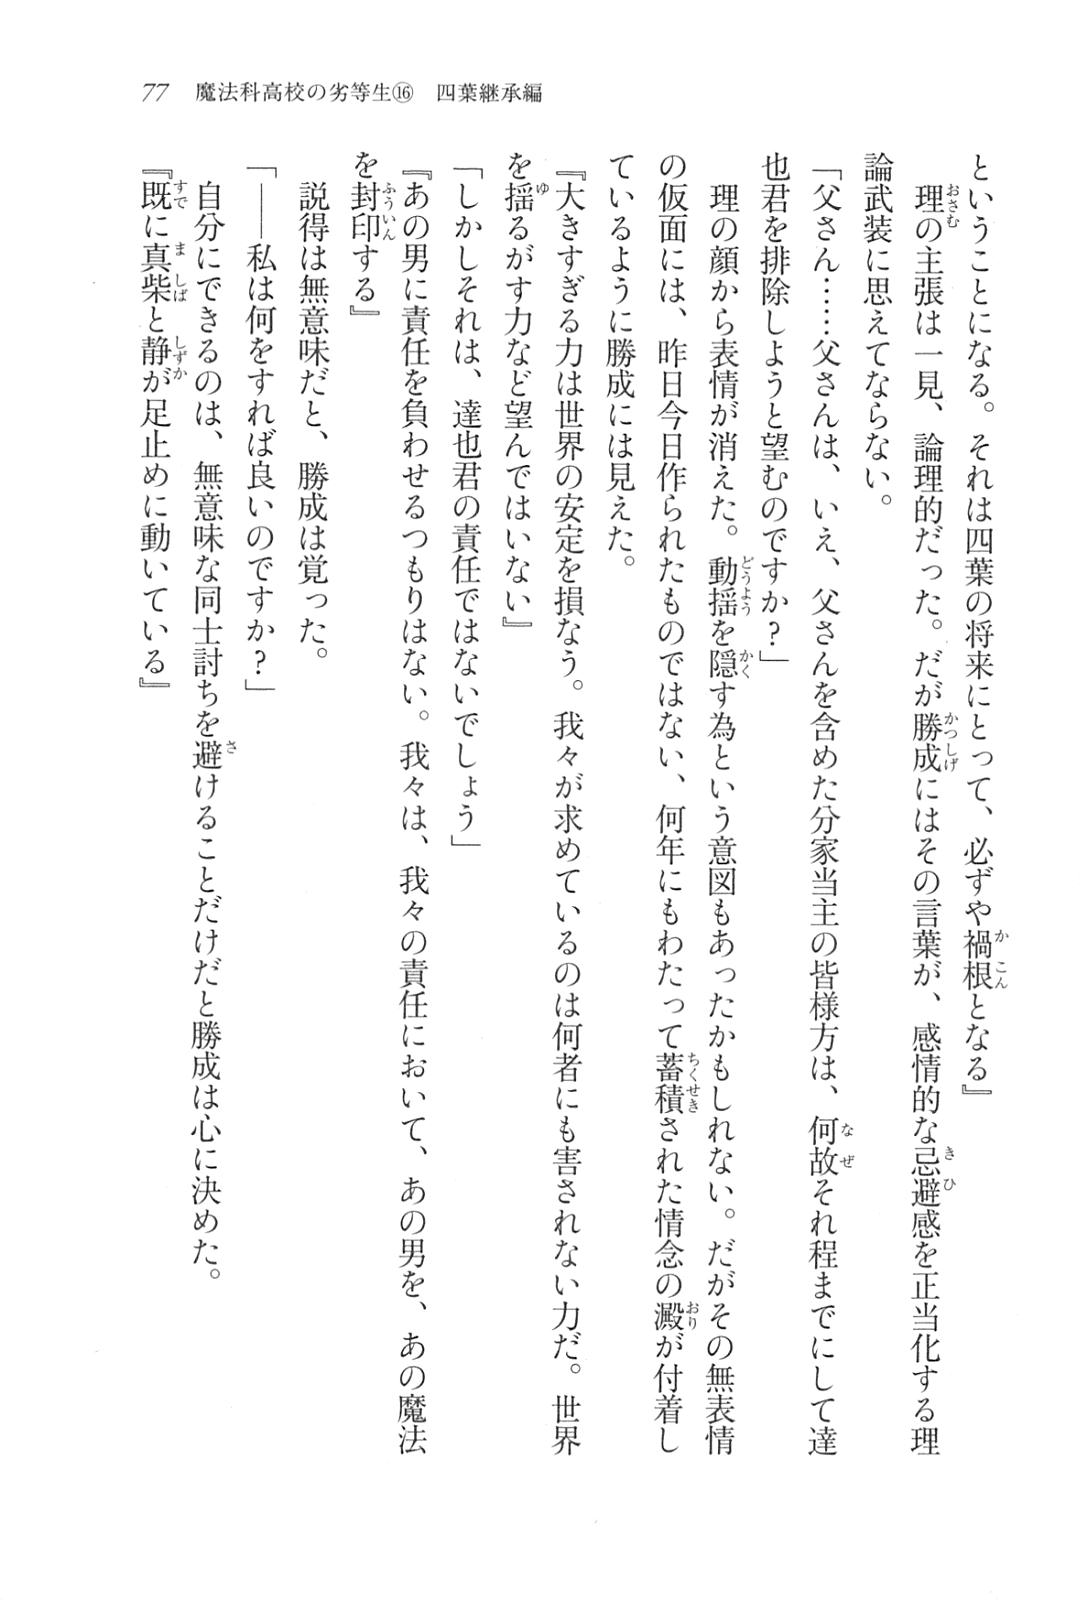 77 魔法科高校の劣等生⑯ 四葉継承編
ということになる。それは四葉の将来にとって、必ずや禍根となる』
理の主張は一見、論理的だった。だが勝成にはその言葉が、感情的な忌避感を正当化する理
論武装に思えてならない。
「父さん……父さんは、いえ、父さんを含めた分家当主の皆様方は、何故それ程までにして達
也君を排除しようと望むのですか?」
理の顔から表情が消えた。動揺を隠す為という意図もあったかもしれない。だがその無表情
の仮面には、昨日今日作られたものではない、何年にもわたって蓄積された情念の澱が付着し
ているように勝成には見えた。
『大きすぎる力は世界の安定を損なう。我々が求めているのは何者にも害されない力だ。世界
を揺るがす力など望んではいない』
「しかしそれは、達也君の責任ではないでしょう」
『あの男に責任を負わせるつもりはない。我々は、我々の責任において、あの男を、あの魔法
を封印する』
説得は無意味だと、勝成は覚った。
「――私は何をすれば良いのですか?」
自分にできるのは、無意味な同士討ちを避けることだけだと勝成は心に決めた。
『既に真柴と静が足止めに動いている』